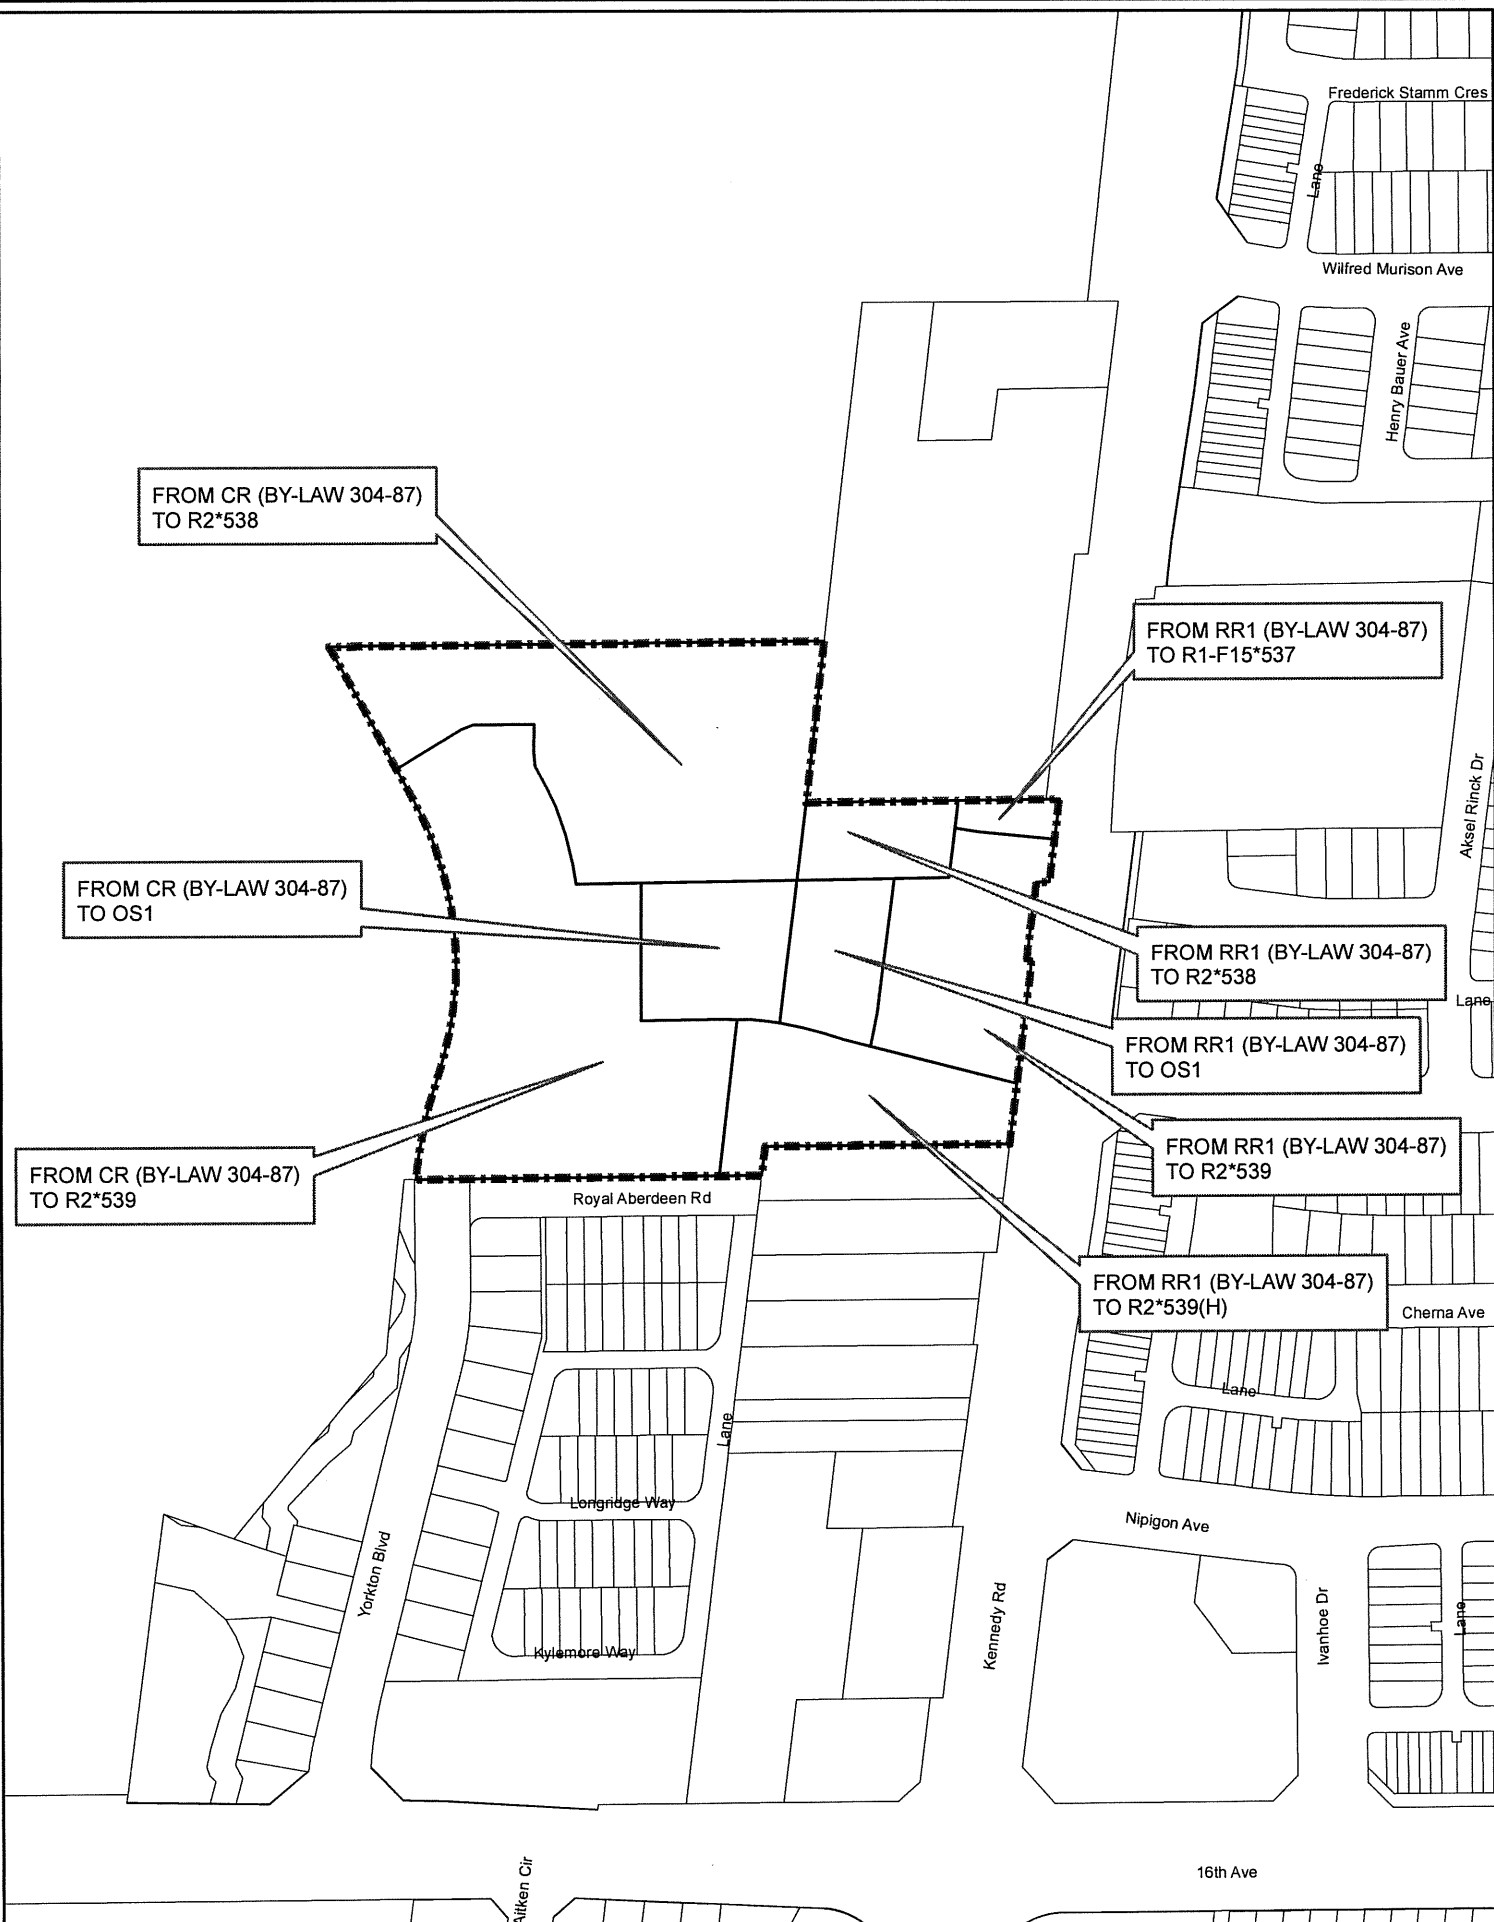 Frederick Stamm Cres
Lane
Wilfred Murison Ave
Henry Bauer Ave
FROM CR (BY-LAW 304-87)
TO R2*538
FROM RR1 (BY-LAW 304-87)
TO R1-F15*537
Aksel Rinck Dr
FROM CR (BY-LAW 304-87)
TO OS1
FROM RR1 (BY-LAW 304-87)
TO R2*538
Lane
FROM RR1 (BY-LAW 304-87)
TO OS1
FROM RR1 (BY-LAW 304-87)
TO R2*539
FROM CR (BY-LAW 304-87)
TO R2*539
Royal Aberdeen Rd
FROM RR1 (BY-LAW 304-87)
TO R2*539(H)
Cherna Ave
Lane
Lane
Longridge Way
Nipigon Ave
Yorkton Blvd
Kennedy Rd
Ivanhoe Dr
Lane
Kylemore Way
16th Ave
Aitken Cir